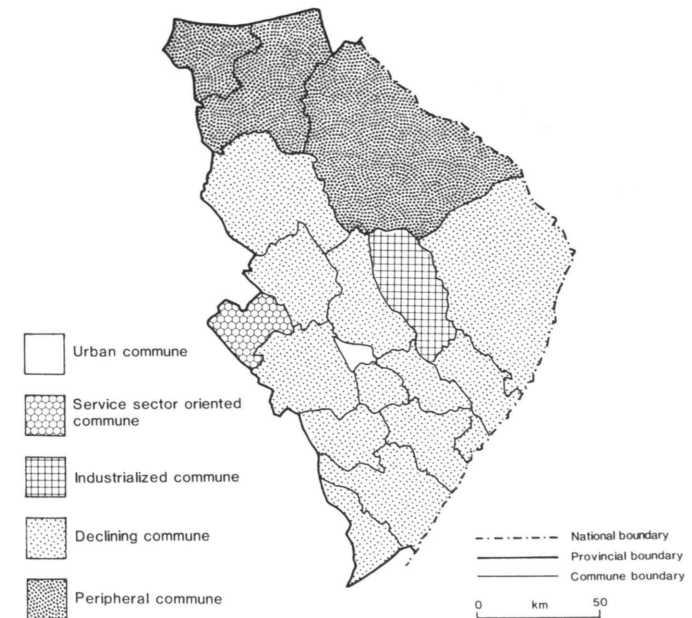 Urban commune
Service sector oriented
commune
Industrialized commune
Declining commune
Peripheral commune
National boundary
Provincial boundary
Commune boundary
0 km 50